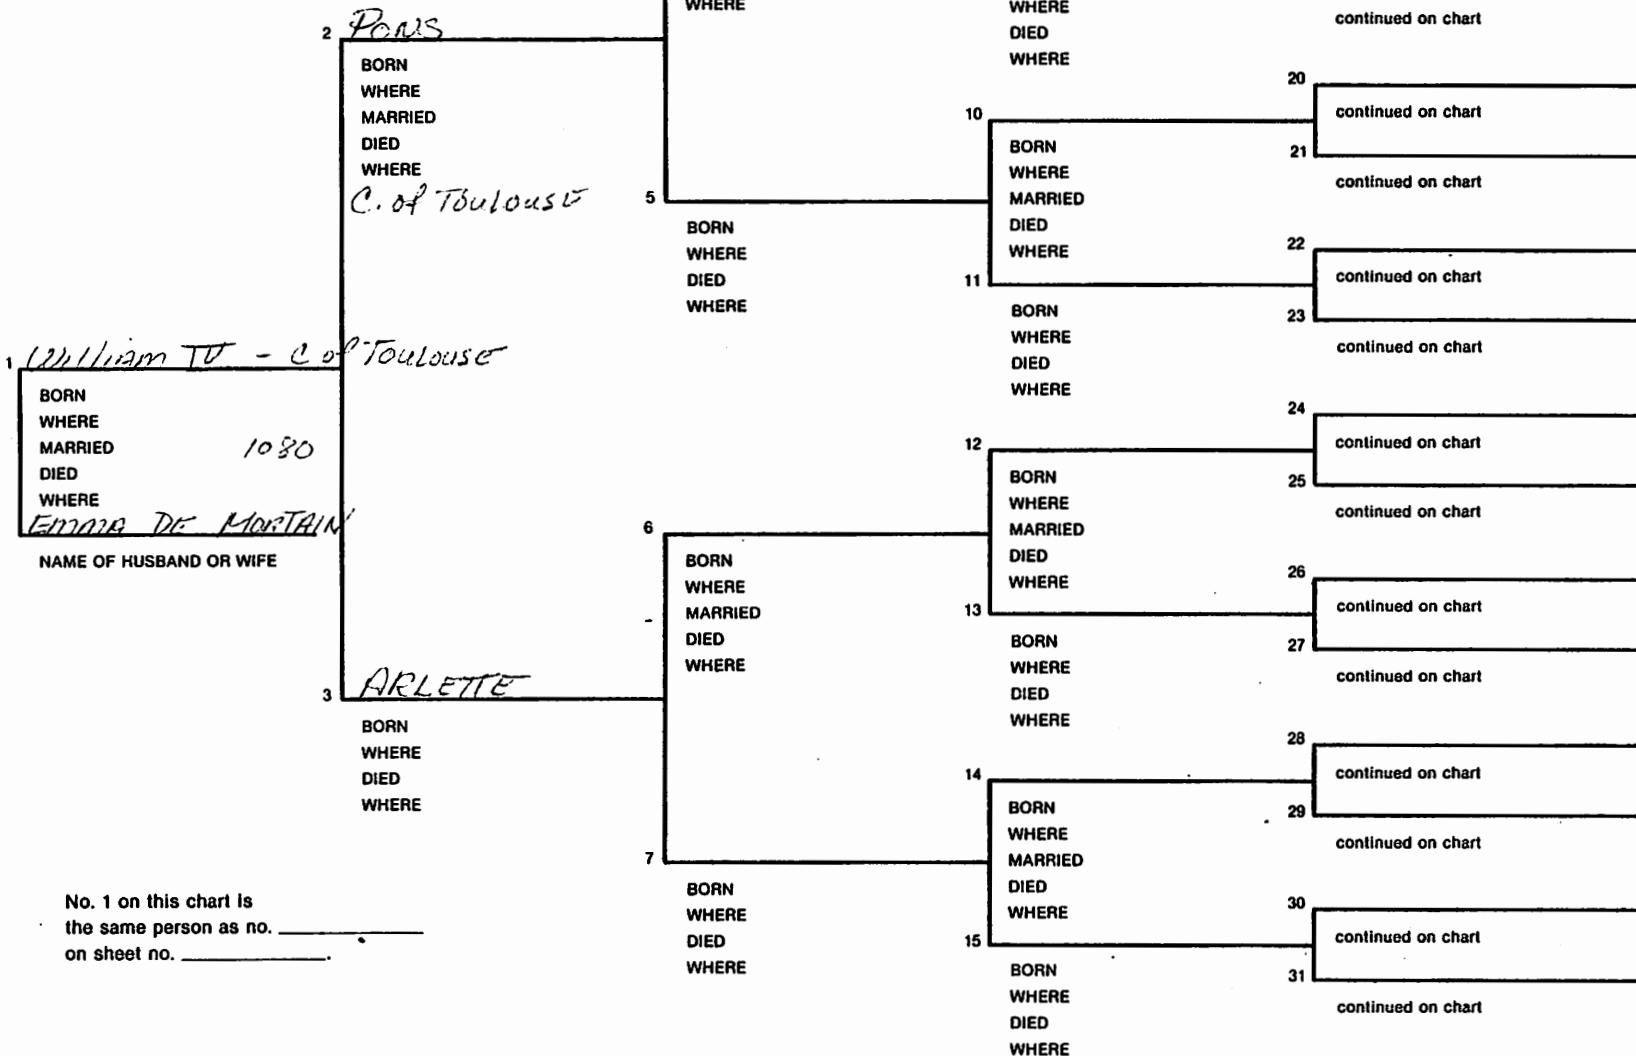 2 Pons
BORN
WHERE
MARRIED
DIED
WHERE
C. of Toulouse
1 William IV - C of Toulouse
BORN
WHERE
MARRIED 1080
DIED
WHERE
EMMA DE MORTAIN
NAME OF HUSBAND OR WIFE
3 ARLETTE
BORN
WHERE
DIED
WHERE
No. 1 on this chart is
the same person as no.
on sheet no. .
WHERE
5
BORN
WHERE
DIED
WHERE
6
BORN
WHERE
MARRIED
DIED
WHERE
7
BORN
WHERE
DIED
WHERE
WHERE
DIED
WHERE
10
BORN
WHERE
MARRIED
DIED
WHERE
11
BORN
WHERE
DIED
WHERE
12
BORN
WHERE
MARRIED
DIED
WHERE
13
BORN
WHERE
DIED
WHERE
14
BORN
WHERE
MARRIED
DIED
WHERE
15
BORN
WHERE
DIED
WHERE
continued on chart
20
continued on chart
21
continued on chart
22
continued on chart
23
continued on chart
24
continued on chart
25
continued on chart
26
continued on chart
27
continued on chart
28
continued on chart
29
continued on chart
30
continued on chart
31
continued on chart